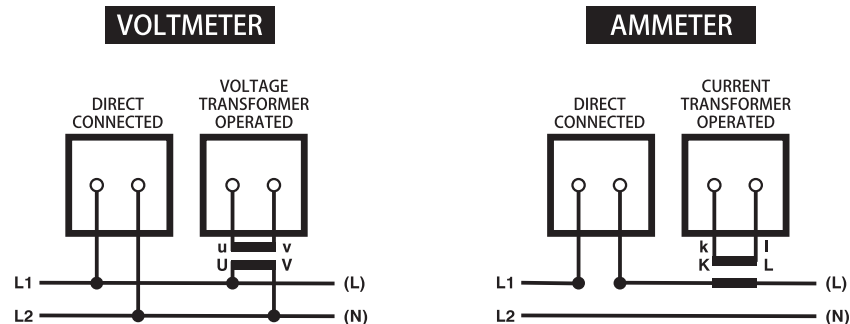 VOLTMETER
AMMETER
DIRECT
CONNECTED
VOLTAGE
TRANSFORMER
OPERATED
DIRECT
CONNECTED
CURRENT
TRANSFORMER
OPERATED
u v
U V
L1 (L)
L2 (N)
k l
K L
L1 (L)
L2 (N)